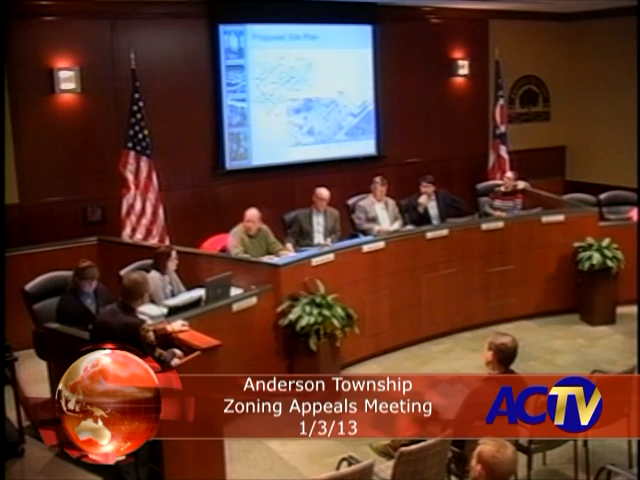 Proposed Site Plan
Anderson Township
Zoning Appeals Meeting
1/3/13
ACTV